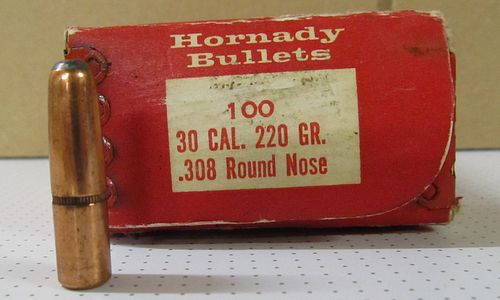 Hornady
Bullets
100
30 CAL. 220 GR.
.308 Round Nose